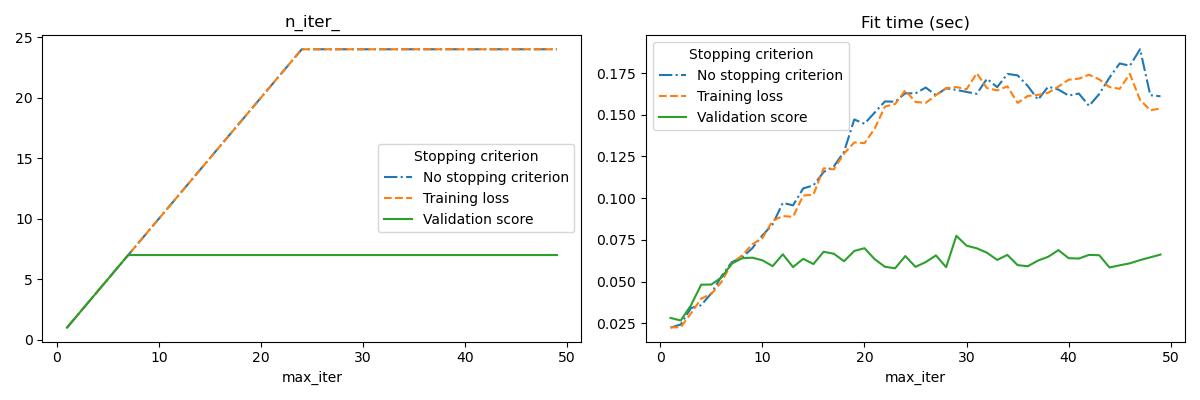 n_iter_
25
20
15
10
5
0
Stopping criterion
No stopping criterion
Training loss
Validation score
0 10 20 30 40 50
max_iter
Fit time (sec)
Stopping criterion
No stopping criterion
Training loss
Validation score
0.175
0.150
0.125
0.100
0.075
0.050
0.025
0 10 20 30 40 50
max_iter